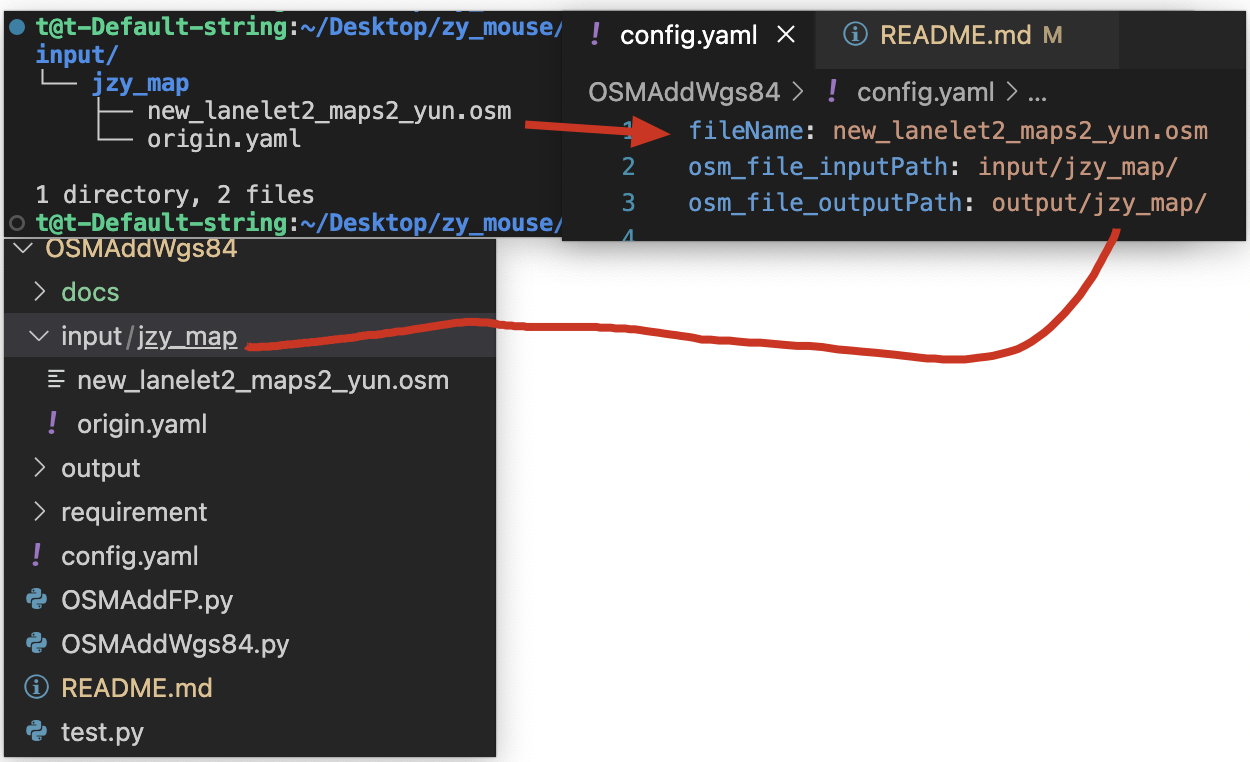 t@t-Default-string:~/Desktop/zy_mouse/
input/
└── jzy_map
├── new_lanelet2_maps2_yun.osm
└── origin.yaml
1 directory, 2 files
t@t-Default-string:~/Desktop/zy_mouse/
! config.yaml × README.md M
OSMAddWgs84 > ! config.yaml > ...
1 fileName: new_lanelet2_maps2_yun.osm
2 osm_file_inputPath: input/jzy_map/
3 osm_file_outputPath: output/jzy_map/
4
OSMAddWgs84
docs
input/jzy_map
new_lanelet2_maps2_yun.osm
! origin.yaml
output
requirement
! config.yaml
OSMAddFP.py
OSMAddWgs84.py
README.md
test.py